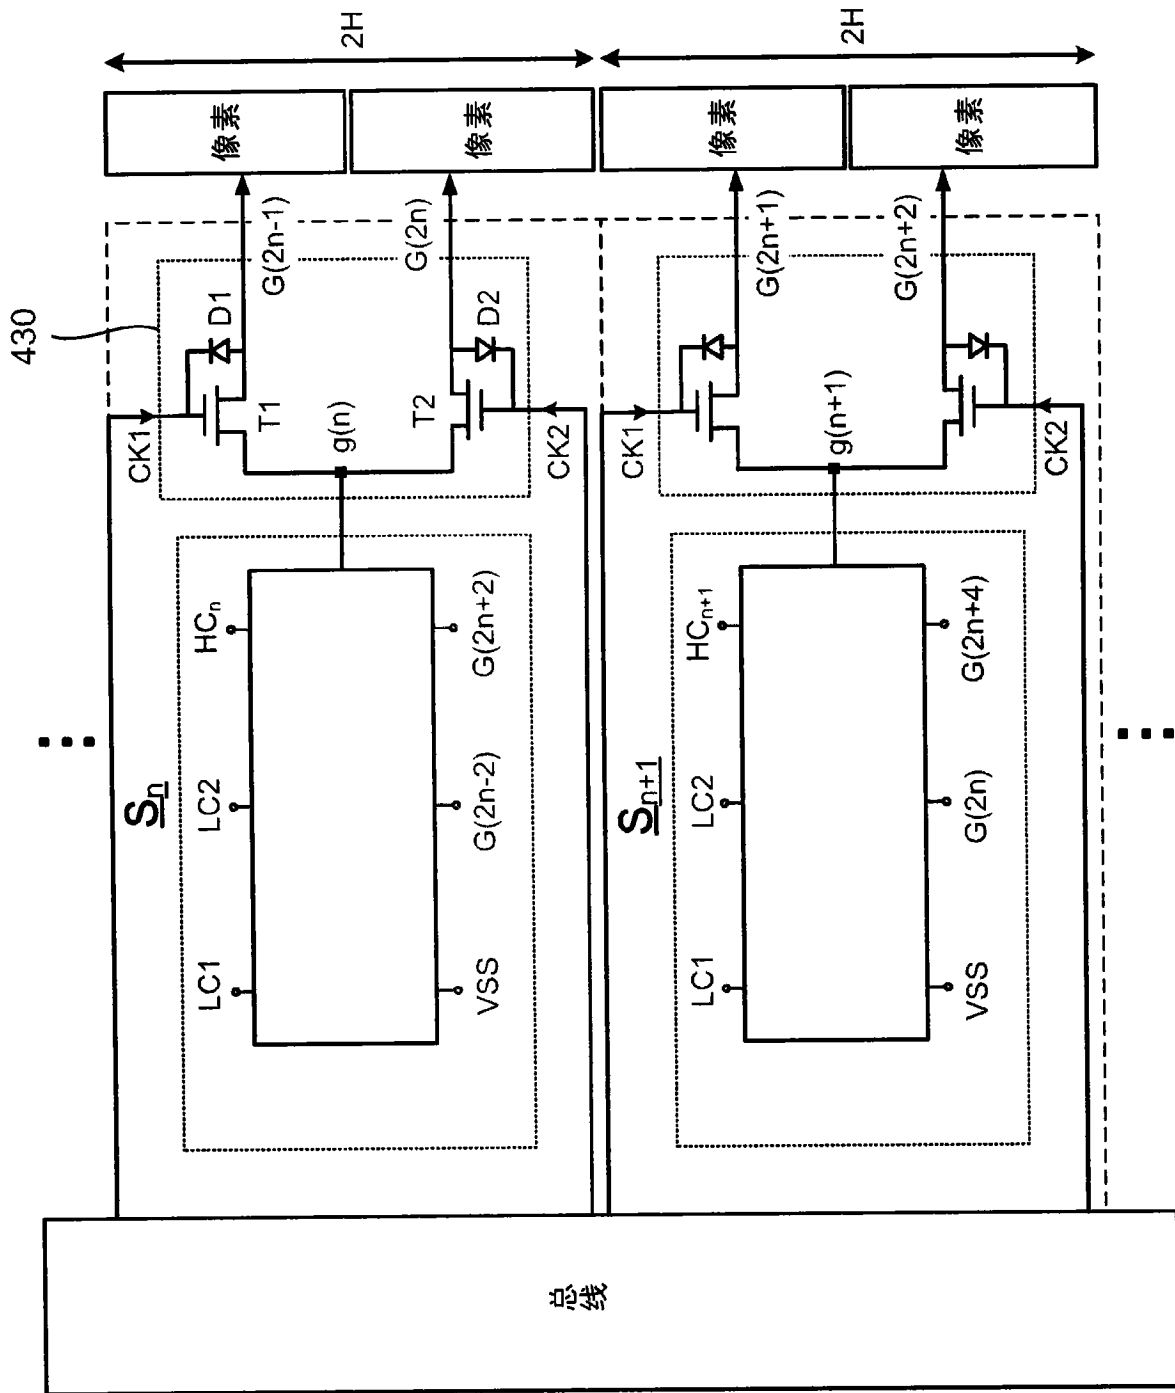 430
2H
2H
像素
像素
像素
像素
G(2n-1)
G(2n)
G(2n+1)
G(2n+2)
D1
D2
CK1
T1
g(n)
T2
CK2
CK1
g(n+1)
CK2
Sn
HCn
LC2
LC1
G(2n+2)
G(2n-2)
VSS
Sn+1
HCn+1
LC2
LC1
G(2n+4)
G(2n)
VSS
总线